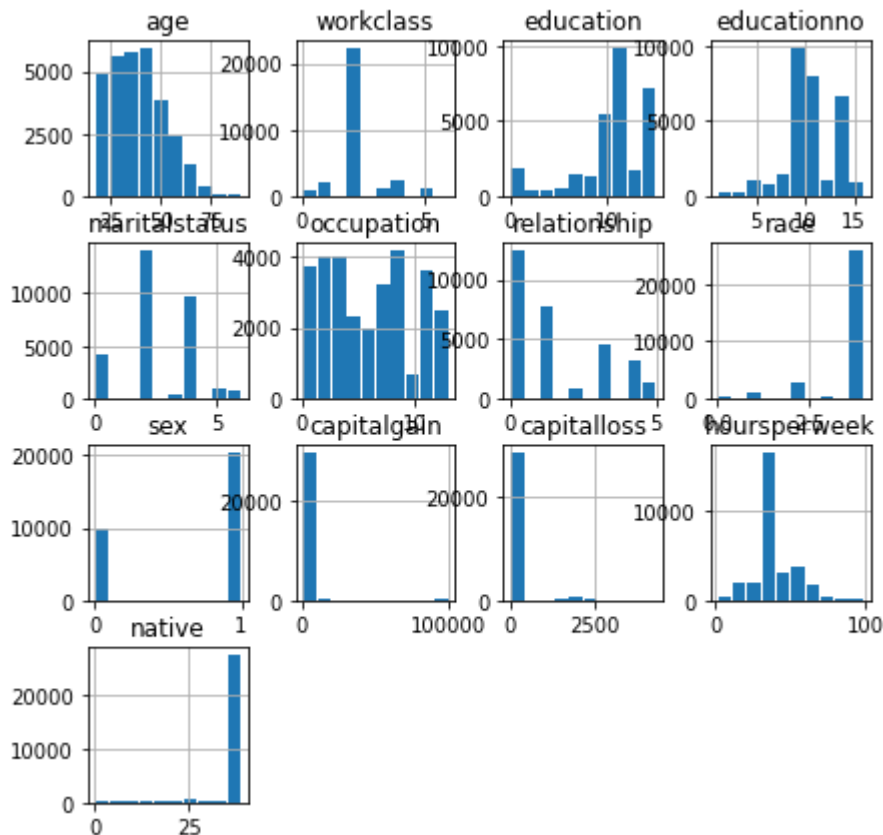 age workclass education educationno
5000 2500 0 25 50 75
20000 10000 0 0 5
10000 5000 0 0 10
10000 5000 0 5 10 15
maritalstatus occupation relationship race
10000 5000 0 0 5
4000 2000 0 0 10
10000 5000 0 0 5
20000 10000 0 0.0 2.5
sex capitalgain capitalloss hoursperweek
20000 10000 0 0 1
20000 0 0 100000
20000 0 0 2500
10000 0 0 100
native
20000 10000 0 0 25